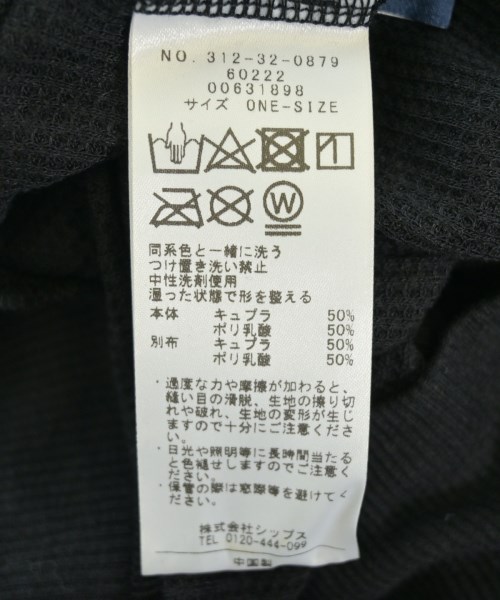 NO. 312-32-0879
60222
00631898
サイズ ONE-SIZE
W
同系色と一緒に洗う
つけ置き洗い禁止
中性洗剤使用
湿った状態で形を整える
本体 キュプラ 50%
ポリ乳酸 50%
別布 キュプラ 50%
ポリ乳酸 50%
・過度な力や摩擦が加わると、
縫い目の滑脱、生地の擦り切
れや破れ、生地の変形が生じ
ますので十分にご注意くださ
い。
・日光や照明等に長時間当たる
と色褪せしますのでご注意く
ださい。
・保管の際は窓際等を避けてく
ださい。
株式会社シップス
TEL 0120-444-099
中国製